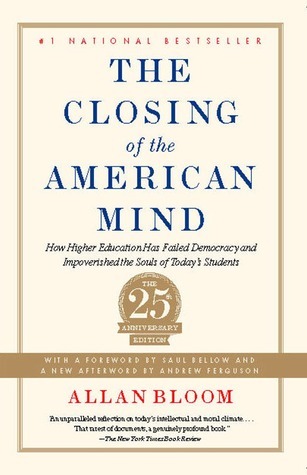 #1 NATIONAL BESTSELLER
THE
CLOSING
of the
AMERICAN
MIND
How Higher Education Has Failed Democracy and
Impoverished the Souls of Today's Students
THE
25th
ANNIVERSARY
EDITION
WITH A FOREWORD BY SAUL BELLOW AND
A NEW AFTERWORD BY ANDREW FERGUSON
ALLAN BLOOM
"An unparalleled reflection on today's intellectual and moral climate. . . .
That rarest of documents, a genuinely profound book."
—The New York Times Book Review